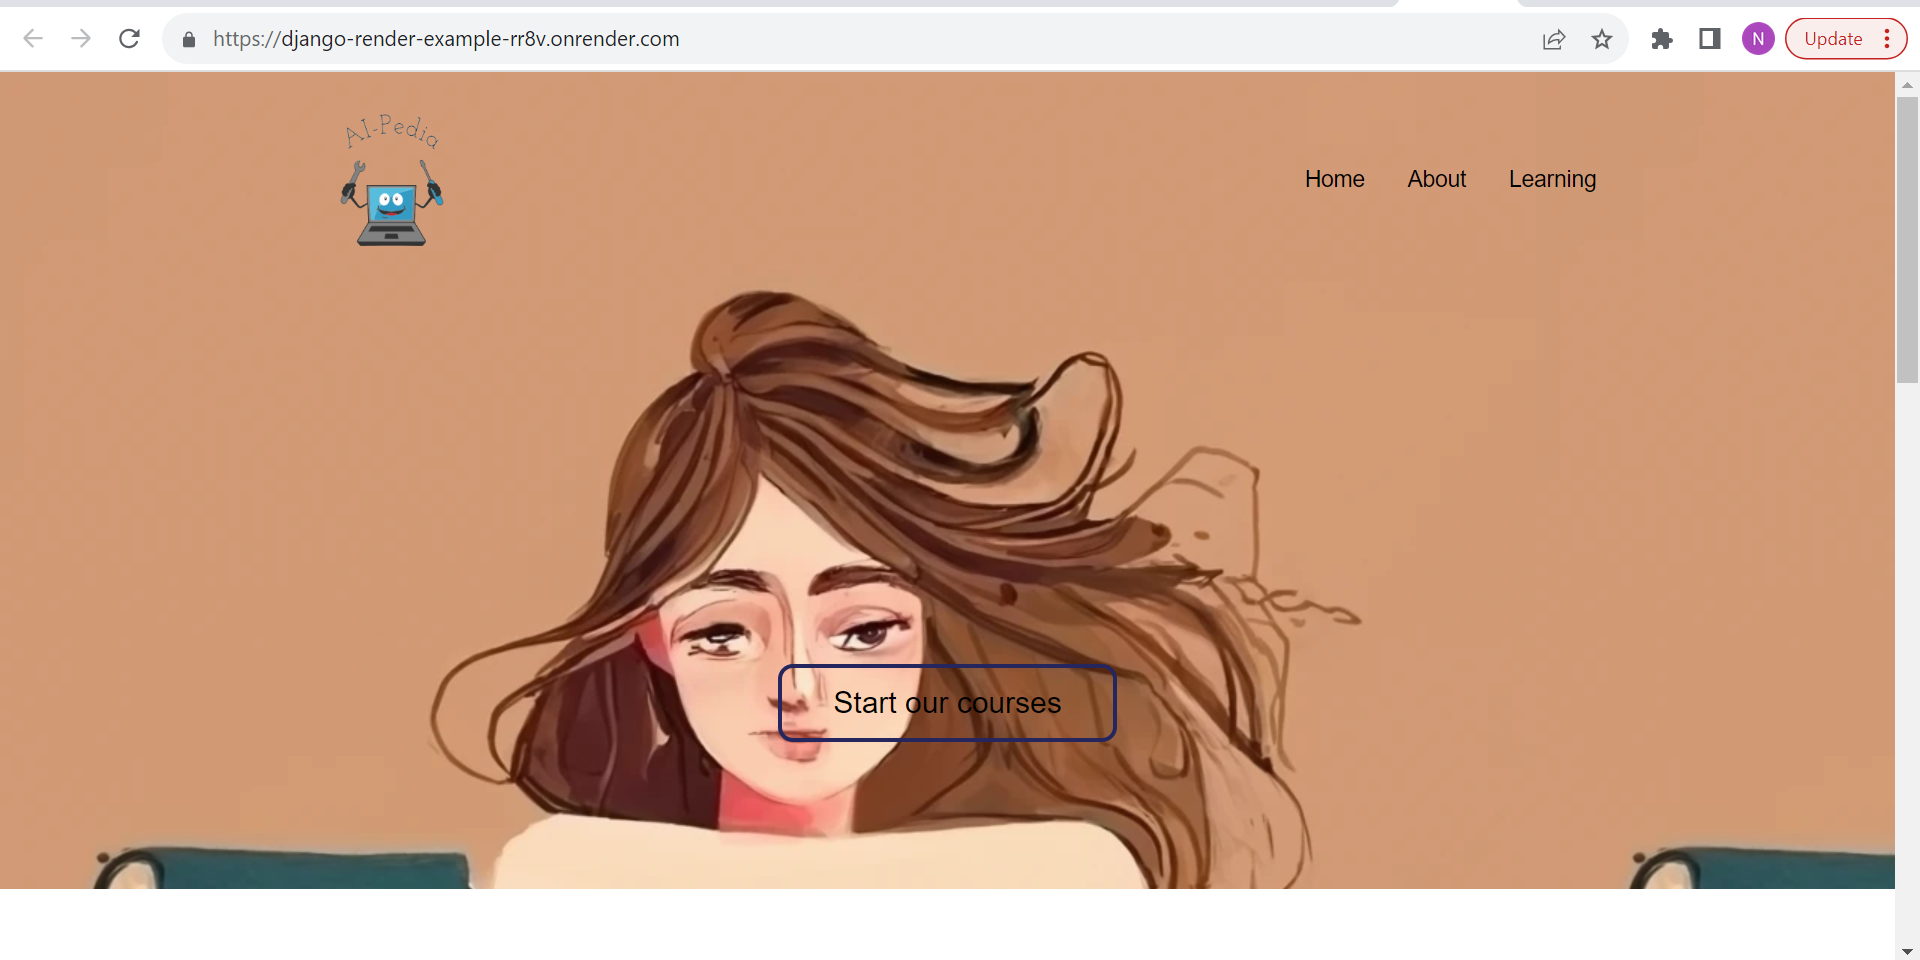 https://django-render-example-rr8v.onrender.com
N
Update
AI-Pedia
Home
About
Learning
Start our courses